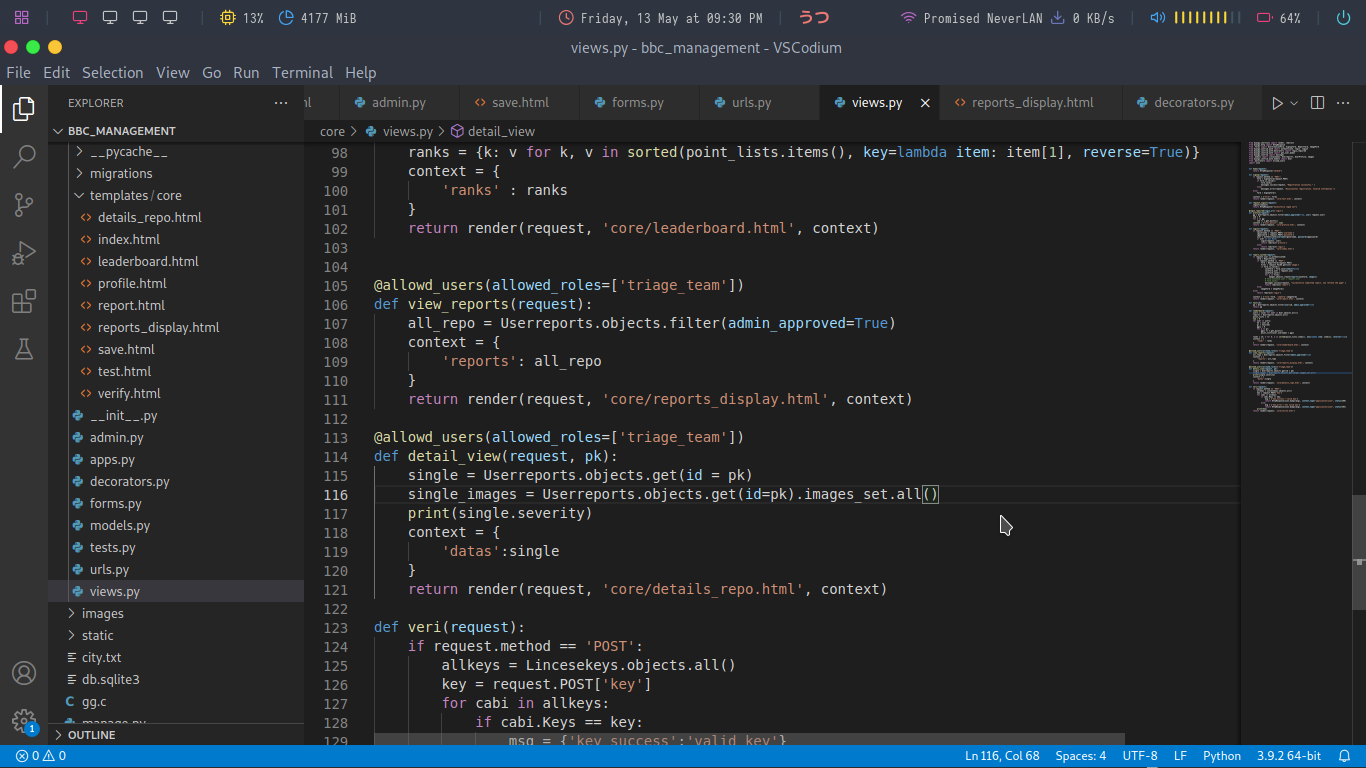 13% 4177 MiB Friday, 13 May at 09:30 PM うつ Promised NeverLAN 0 KB/s 64%
views.py - bbc_management - VSCodium
File Edit Selection View Go Run Terminal Help
EXPLORER ···
admin.py save.html forms.py urls.py views.py × reports_display.html decorators.py ···
BBC_MANAGEMENT
core > views.py > detail_view
__pycache__
migrations
templates / core
details_repo.html
index.html
leaderboard.html
profile.html
report.html
reports_display.html
save.html
test.html
verify.html
__init__.py
admin.py
apps.py
decorators.py
forms.py
models.py
tests.py
urls.py
views.py
images
static
city.txt
db.sqlite3
C gg.c
manage.py
OUTLINE
1
98 ranks = {k: v for k, v in sorted(point_lists.items(), key=lambda item: item[1], reverse=True)}
99 context = {
100 'ranks' : ranks
101 }
102 return render(request, 'core/leaderboard.html', context)
103
104
105 @allowd_users(allowed_roles=['triage_team'])
106 def view_reports(request):
107 all_repo = Userreports.objects.filter(admin_approved=True)
108 context = {
109 'reports': all_repo
110 }
111 return render(request, 'core/reports_display.html', context)
112
113 @allowd_users(allowed_roles=['triage_team'])
114 def detail_view(request, pk):
115 single = Userreports.objects.get(id = pk)
116 single_images = Userreports.objects.get(id=pk).images_set.all()
117 print(single.severity)
118 context = {
119 'datas':single
120 }
121 return render(request, 'core/details_repo.html', context)
122
123 def veri(request):
124 if request.method == 'POST':
125 allkeys = Lincesekeys.objects.all()
126 key = request.POST['key']
127 for cabi in allkeys:
128 if cabi.Keys == key:
129 msg = {'key_success':'valid key'}
0 0 Ln 116, Col 68 Spaces: 4 UTF-8 LF Python 3.9.2 64-bit